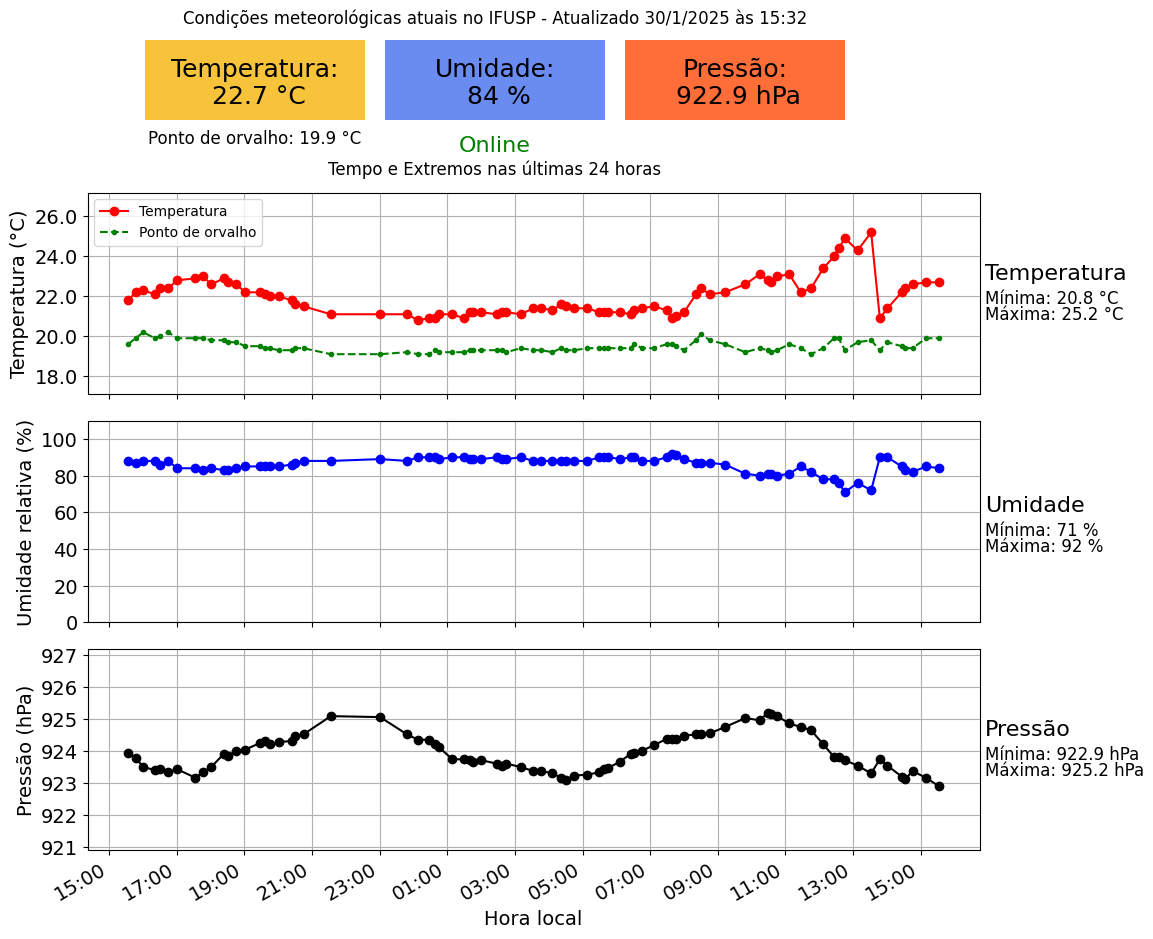 Condições meteorológicas atuais no IFUSP - Atualizado 30/1/2025 às 15:32
Temperatura:
22.7 °C
Umidade:
84 %
Pressão:
922.9 hPa
Ponto de orvalho: 19.9 °C
Online
Tempo e Extremos nas últimas 24 horas
Temperatura (°C)
26.0
24.0
22.0
20.0
18.0
Temperatura
Ponto de orvalho
Temperatura
Mínima: 20.8 °C
Máxima: 25.2 °C
Umidade relativa (%)
100
80
60
40
20
0
Umidade
Mínima: 71 %
Máxima: 92 %
Pressão (hPa)
927
926
925
924
923
922
921
Pressão
Mínima: 922.9 hPa
Máxima: 925.2 hPa
15:00 17:00 19:00 21:00 23:00 01:00 03:00 05:00 07:00 09:00 11:00 13:00 15:00
Hora local